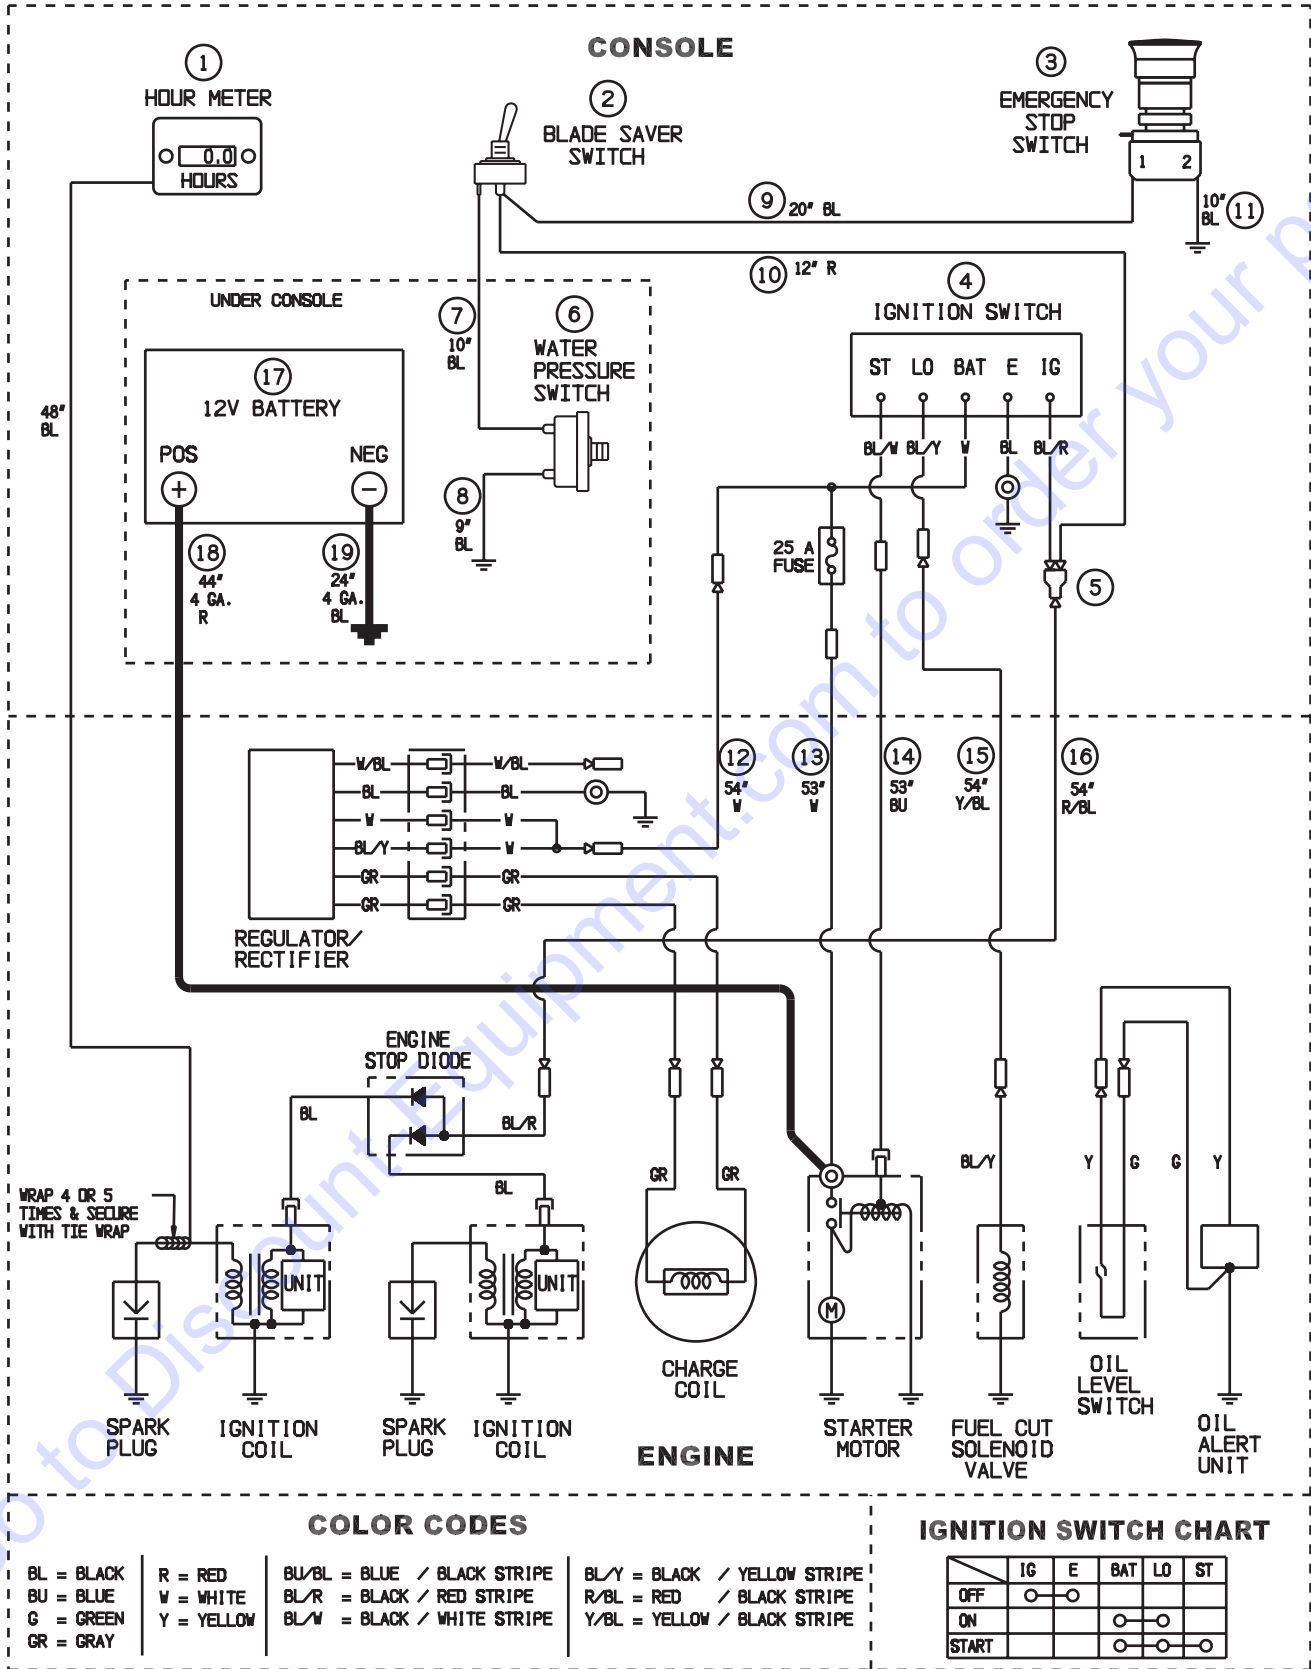 CONSOLE
1
HOUR METER
0.0
HOURS
2
BLADE SAVER
SWITCH
3
EMERGENCY
STOP
SWITCH
1 2
9 20" BL
10"
BL
11
10 12" R
4
IGNITION SWITCH
ST LO BAT E IG
BL/W BL/Y W BL BL/R
UNDER CONSOLE
7
10"
BL
6
WATER
PRESSURE
SWITCH
17
12V BATTERY
POS NEG
+ −
48"
BL
8
9"
BL
18
44"
4 GA.
R
19
24"
4 GA.
BL
25 A
FUSE
5
12
54"
W
13
53"
W
14
53"
BU
15
54"
Y/BL
16
54"
R/BL
W/BL W/BL
BL BL
W W
BL/Y W
GR GR
GR GR
REGULATOR/
RECTIFIER
ENGINE
STOP DIODE
BL
BL/R
BL
GR GR
BL/Y
Y G G Y
WRAP 4 OR 5
TIMES & SECURE
WITH TIE WRAP
UNIT
UNIT
M
SPARK
PLUG
IGNITION
COIL
SPARK
PLUG
IGNITION
COIL
CHARGE
COIL
ENGINE
STARTER
MOTOR
FUEL CUT
SOLENOID
VALVE
OIL
LEVEL
SWITCH
OIL
ALERT
UNIT
COLOR CODES
BL = BLACK
BU = BLUE
G = GREEN
GR = GRAY
R = RED
W = WHITE
Y = YELLOW
BU/BL = BLUE / BLACK STRIPE
BL/R = BLACK / RED STRIPE
BL/W = BLACK / WHITE STRIPE
BL/Y = BLACK / YELLOW STRIPE
R/BL = RED / BLACK STRIPE
Y/BL = YELLOW / BLACK STRIPE
IGNITION SWITCH CHART
IG E BAT LO ST
OFF
ON
START
to Discount-Equipment.com to order your